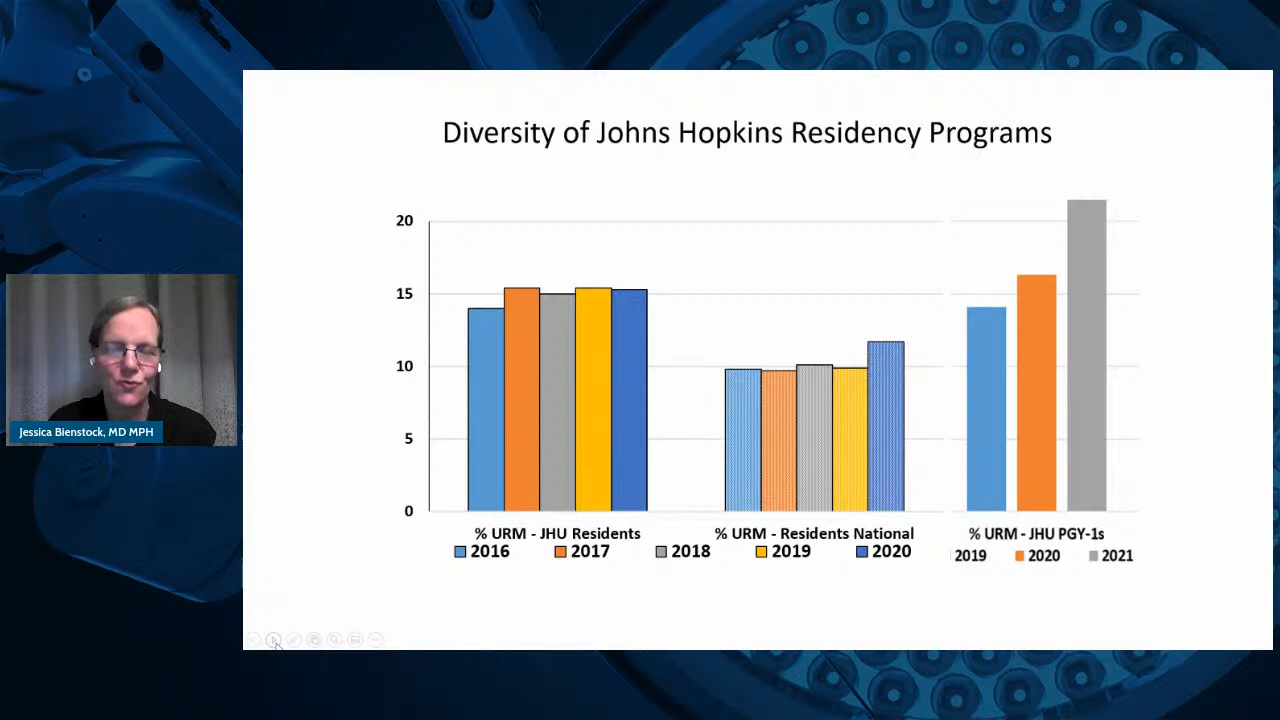 Diversity of Johns Hopkins Residency Programs
20
15
10
5
0
% URM - JHU Residents
% URM - Residents National
% URM - JHU PGY-1s
2016 2017 2018 2019 2020
2019 2020 2021
Jessica Bienstock, MD MPH